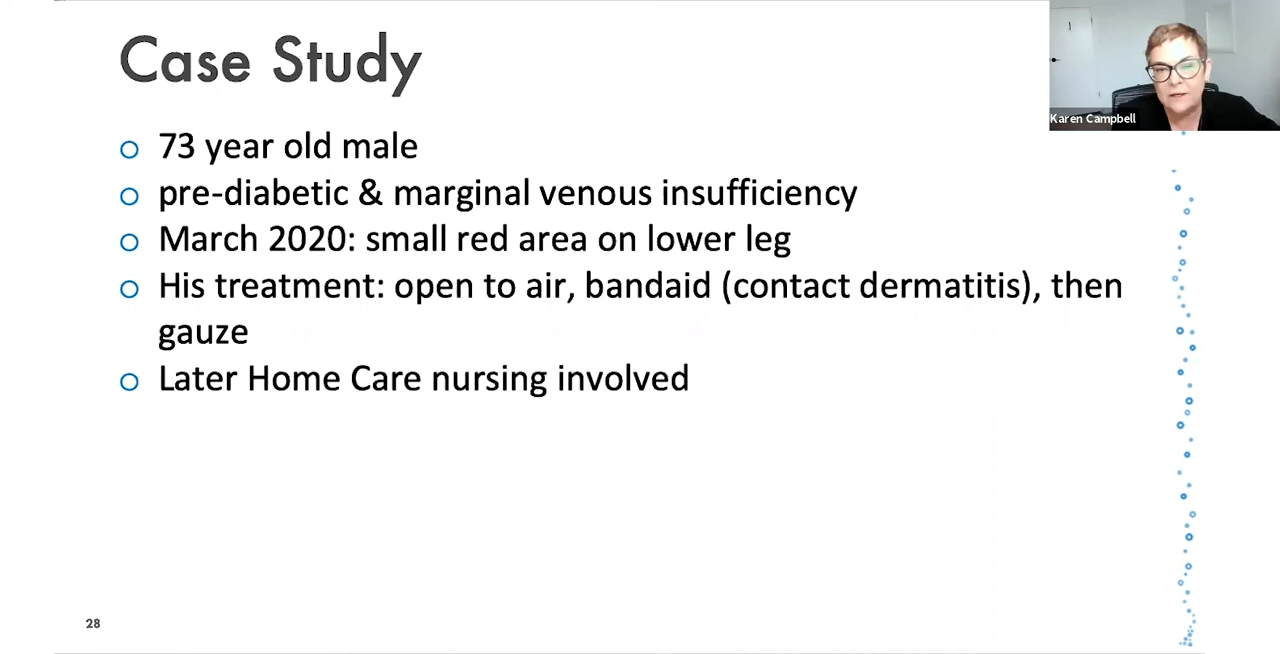 Case Study
73 year old male
pre-diabetic & marginal venous insufficiency
March 2020: small red area on lower leg
His treatment: open to air, bandaid (contact dermatitis), then
gauze
Later Home Care nursing involved
28
Karen Campbell